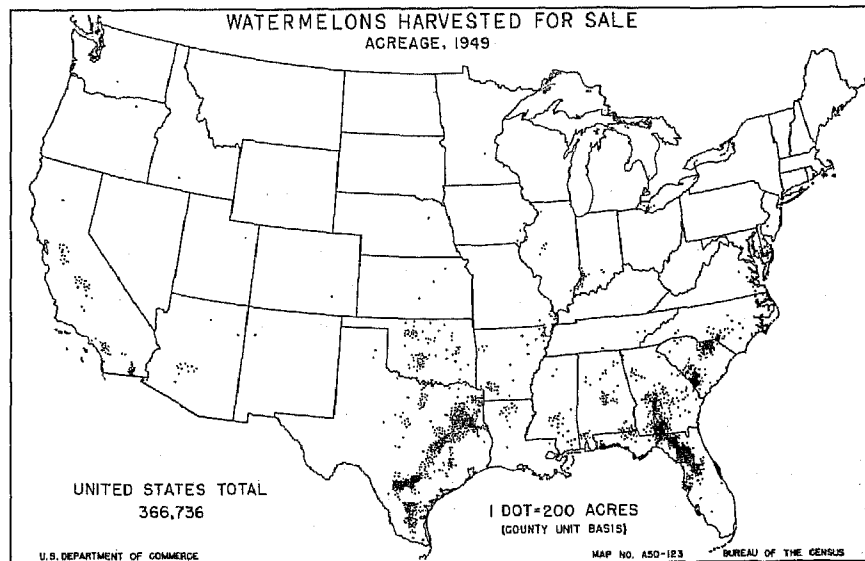 WATERMELONS HARVESTED FOR SALE
ACREAGE, 1949
UNITED STATES TOTAL
366,736
1 DOT=200 ACRES
(COUNTY UNIT BASIS)
U.S. DEPARTMENT OF COMMERCE
MAP NO. A50-123
BUREAU OF THE CENSUS